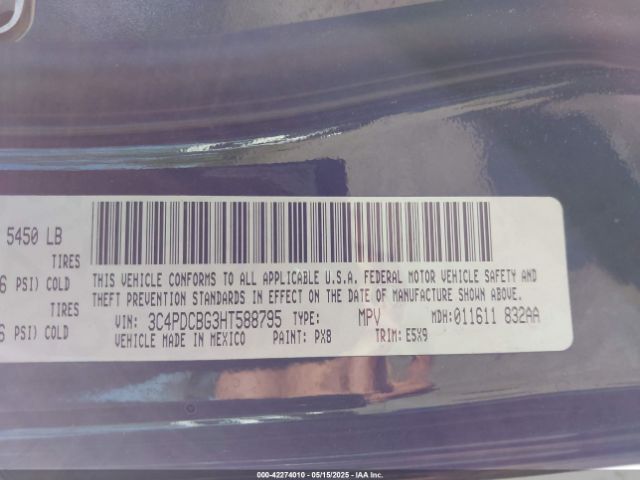 5450 LB
TIRES
PSI) COLD
TIRES
PSI) COLD
THIS VEHICLE CONFORMS TO ALL APPLICABLE U.S.A. FEDERAL MOTOR VEHICLE SAFETY AND
THEFT PREVENTION STANDARDS IN EFFECT ON THE DATE OF MANUFACTURE SHOWN ABOVE.
VIN: 3C4PDCBG3HT588795 TYPE: MPV MDH: 011611 832AA
VEHICLE MADE IN MEXICO PAINT: PX8 TRIM: E5X9
000-42274010 - 05/15/2025 - IAA Inc.